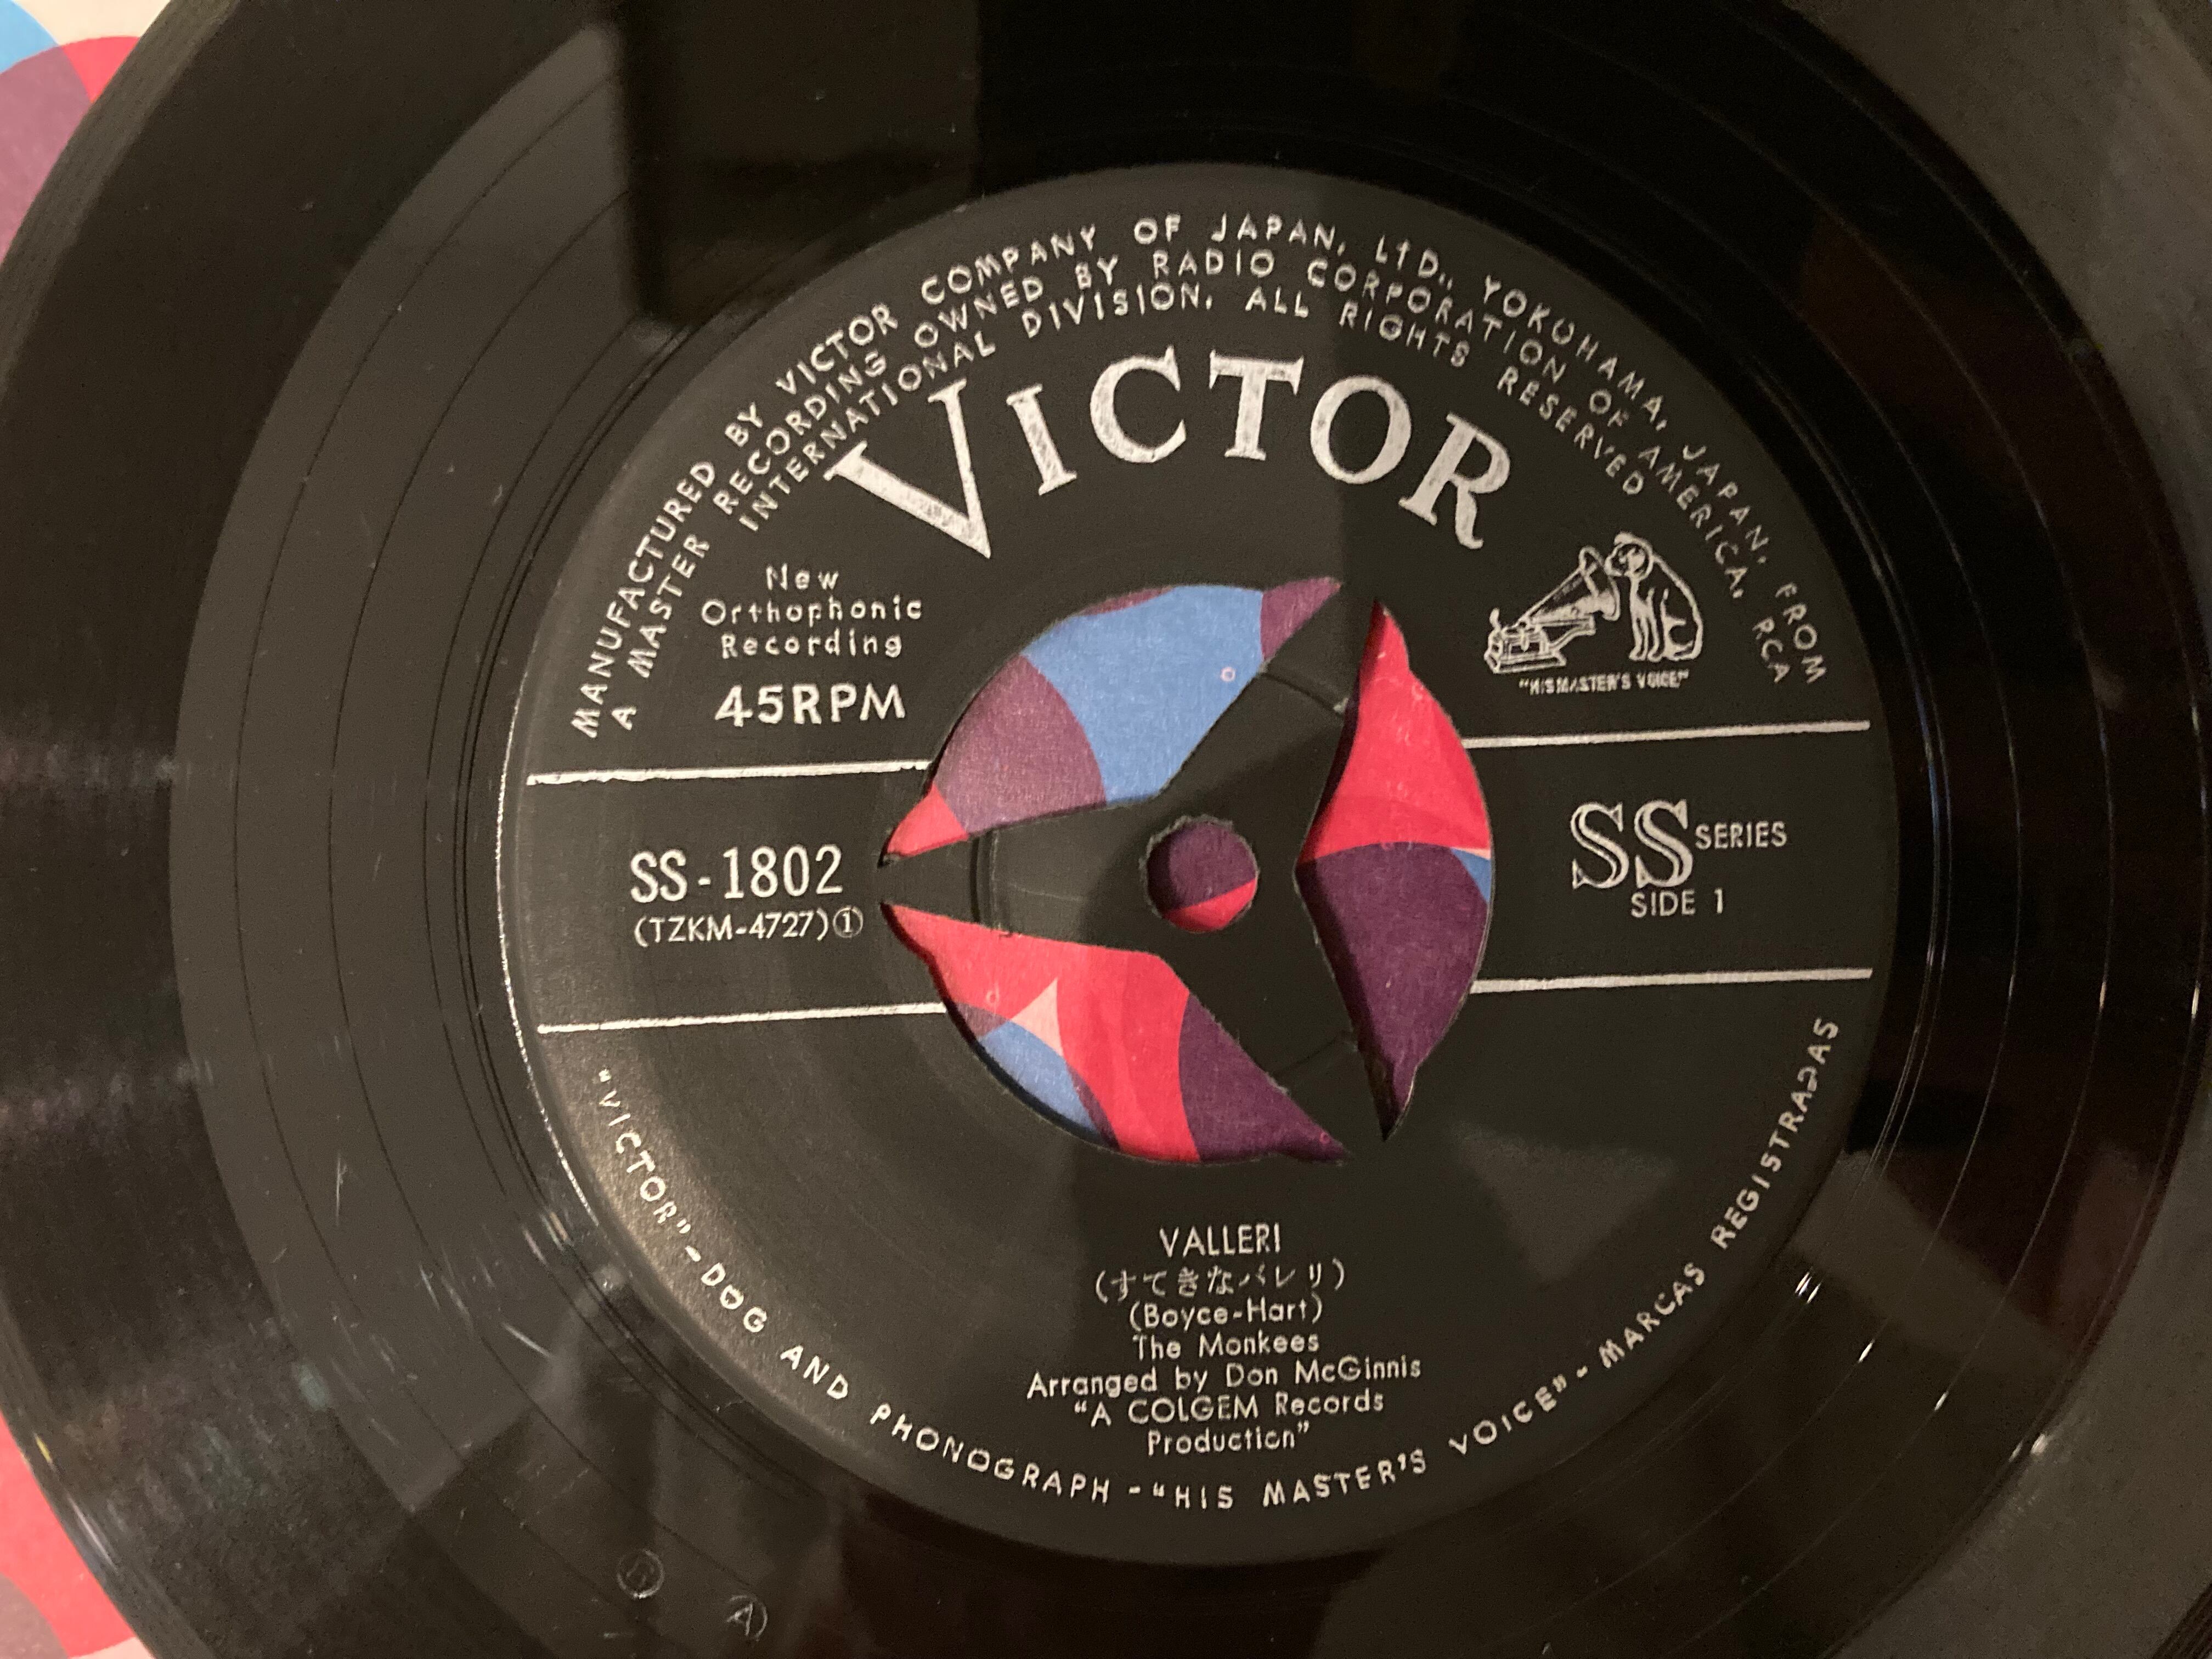 MANUFACTURED BY VICTOR COMPANY OF JAPAN, LTD., YOKOHAMA, JAPAN, FROM
A MASTER RECORDING OWNED BY RADIO CORPORATION OF AMERICA, RCA
INTERNATIONAL DIVISION. ALL RIGHTS RESERVED
VICTOR
New
Orthophonic
Recording
45RPM
"HIS MASTER'S VOICE"
SS-1802
(TZKM-4727)①
SS SERIES
SIDE 1
VALLERI
(すてきなバレリ)
(Boyce-Hart)
The Monkees
Arranged by Don McGinnis
"A COLGEM Records
Production"
"VICTOR"-DOG AND PHONOGRAPH-"HIS MASTER'S VOICE"-MARCAS REGISTRADAS